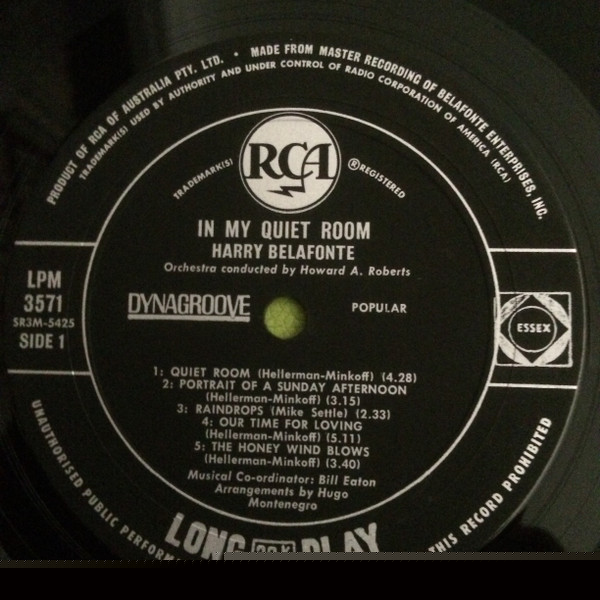 PRODUCT OF RCA OF AUSTRALIA PTY. LTD. • MADE FROM MASTER RECORDING OF BELAFONTE ENTERPRISES, INC.
TRADEMARK(S) USED BY AUTHORITY AND UNDER CONTROL OF RADIO CORPORATION OF AMERICA (RCA)
RCA
TRADEMARK(S) ® REGISTERED
IN MY QUIET ROOM
HARRY BELAFONTE
Orchestra conducted by Howard A. Roberts
LPM
3571
SR3M-5425
SIDE 1
DYNAGROOVE
POPULAR
ESSEX
1: QUIET ROOM (Hellerman-Minkoff) (4.28)
2: PORTRAIT OF A SUNDAY AFTERNOON
(Hellerman-Minkoff) (3.15)
3: RAINDROPS (Mike Settle) (2.33)
4: OUR TIME FOR LOVING
(Hellerman-Minkoff) (5.11)
5: THE HONEY WIND BLOWS
(Hellerman-Minkoff) (3.40)
Musical Co-ordinator: Bill Eaton
Arrangements by Hugo
Montenegro
LONG PLAY
UNAUTHORISED PUBLIC
THIS RECORD PROHIBITED